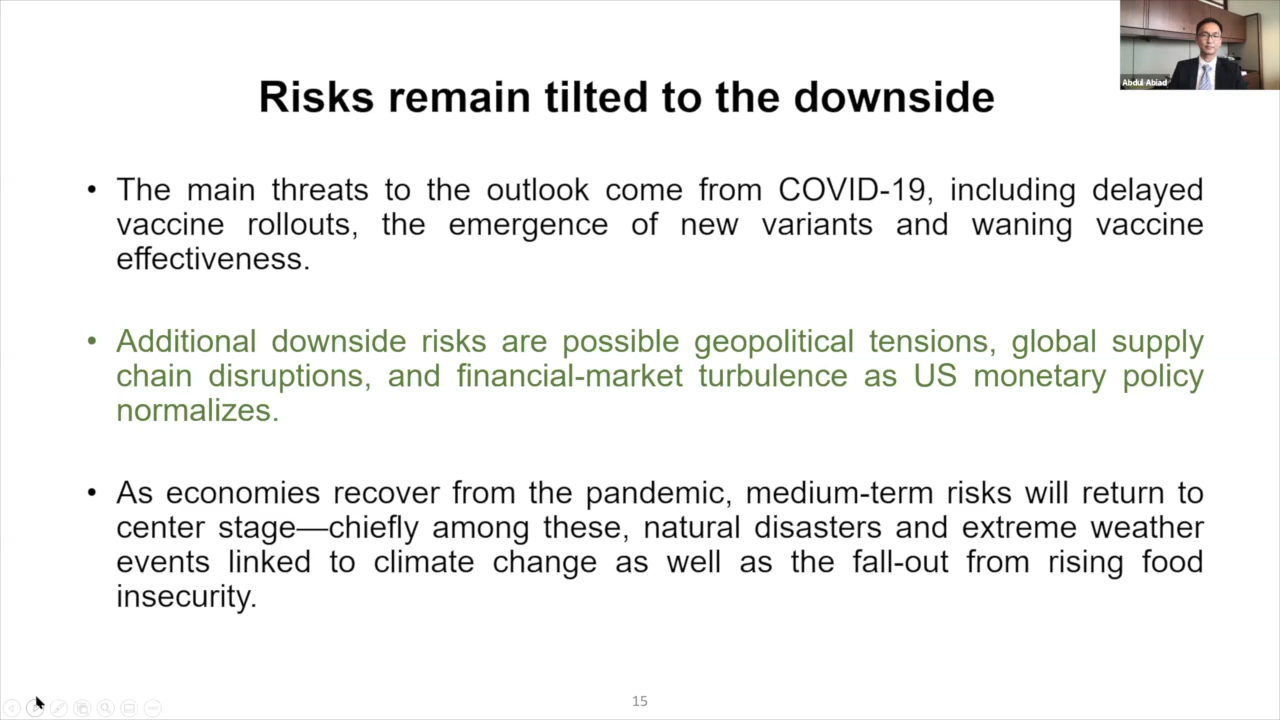 Abdul Abiad
Risks remain tilted to the downside
• The main threats to the outlook come from COVID-19, including delayed
vaccine rollouts, the emergence of new variants and waning vaccine
effectiveness.
• Additional downside risks are possible geopolitical tensions, global supply
chain disruptions, and financial-market turbulence as US monetary policy
normalizes.
• As economies recover from the pandemic, medium-term risks will return to
center stage—chiefly among these, natural disasters and extreme weather
events linked to climate change as well as the fall-out from rising food
insecurity.
15